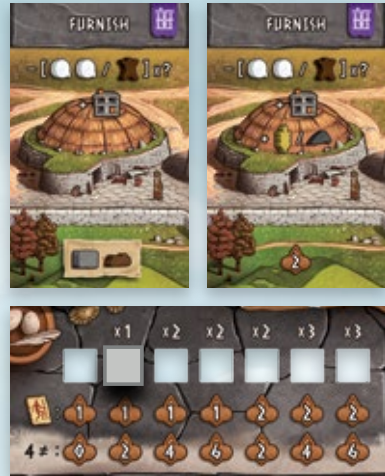 FURNISH
-[ / ]x?
2
FURNISH
-[ / ]x?
x1 x2 x2 x2 x3 x3
: 1 1 1 1 2 2 2
4≠: 0 2 4 6 2 4 6